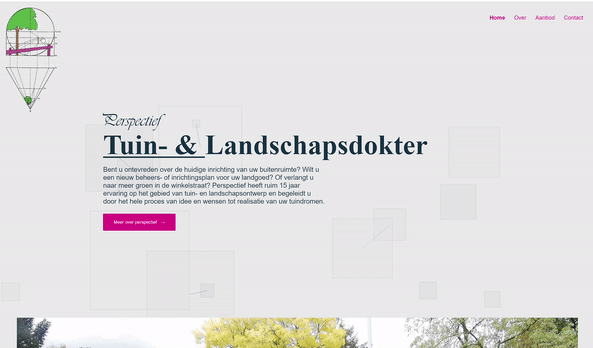 Home Over Aanbod Contact
Perspectief
Tuin- & Landschapsdokter
Bent u ontevreden over de huidige inrichting van uw buitenruimte? Wilt u
een nieuw beheers- of inrichtingsplan voor uw landgoed? Of verlangt u
naar meer groen in de winkelstraat? Perspectief heeft ruim 15 jaar
ervaring op het gebied van tuin- en landschapsontwerp en begeleidt u
door het hele proces van idee en wensen tot realisatie van uw tuindromen.
Meer over perspectief →